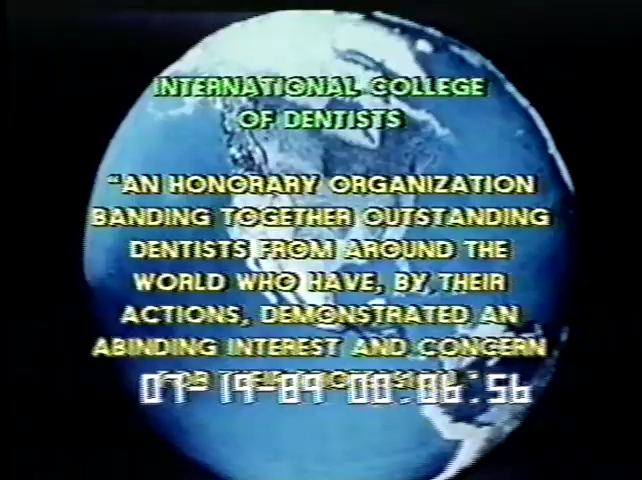 INTERNATIONAL COLLEGE
OF DENTISTS
"AN HONORARY ORGANIZATION
BANDING TOGETHER OUTSTANDING
DENTISTS FROM AROUND THE
WORLD WHO HAVE, BY THEIR
ACTIONS, DEMONSTRATED AN
ABINDING INTEREST AND CONCERN
07-19-89 00:06:56